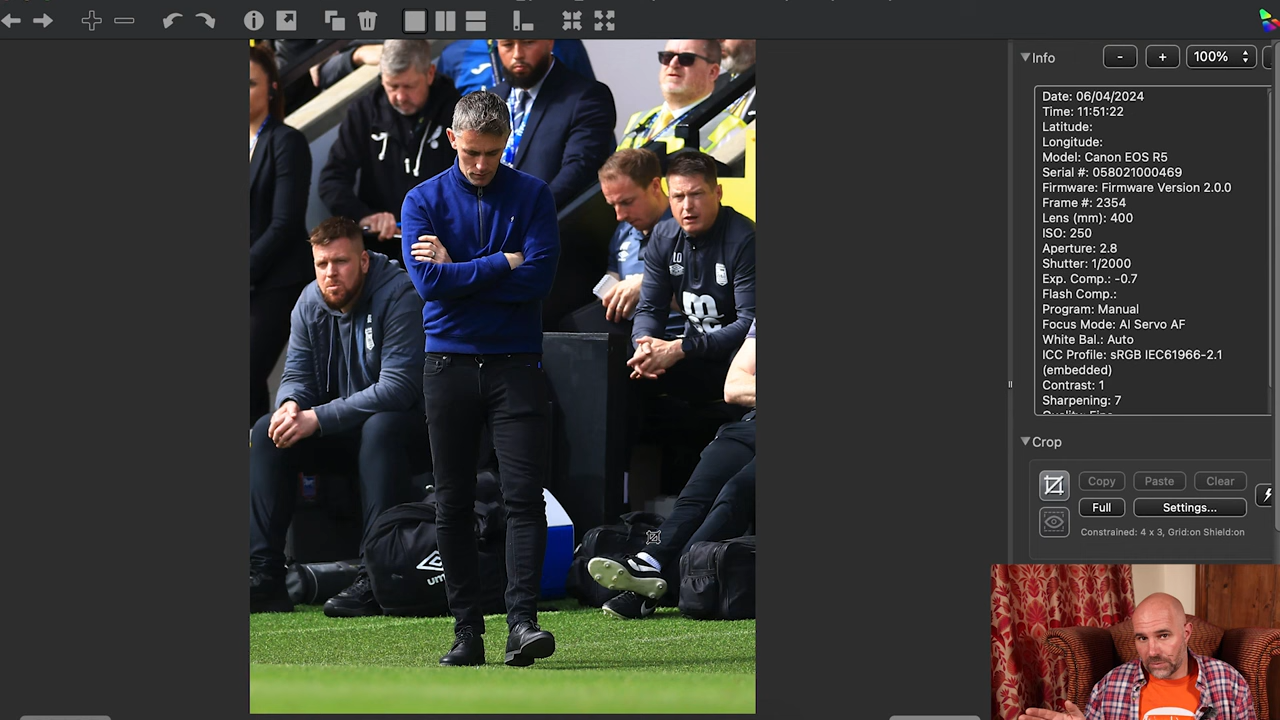 100%
Info
Date: 06/04/2024
Time: 11:51:22
Latitude:
Longitude:
Model: Canon EOS R5
Serial #: 058021000469
Firmware: Firmware Version 2.0.0
Frame #: 2354
Lens (mm): 400
ISO: 250
Aperture: 2.8
Shutter: 1/2000
Exp. Comp.: -0.7
Flash Comp.:
Program: Manual
Focus Mode: AI Servo AF
White Bal.: Auto
ICC Profile: sRGB IEC61966-2.1
(embedded)
Contrast: 1
Sharpening: 7
Crop
Copy Paste Clear
Full Settings...
Constrained: 4 x 3, Grid:on Shield:on
LO
um